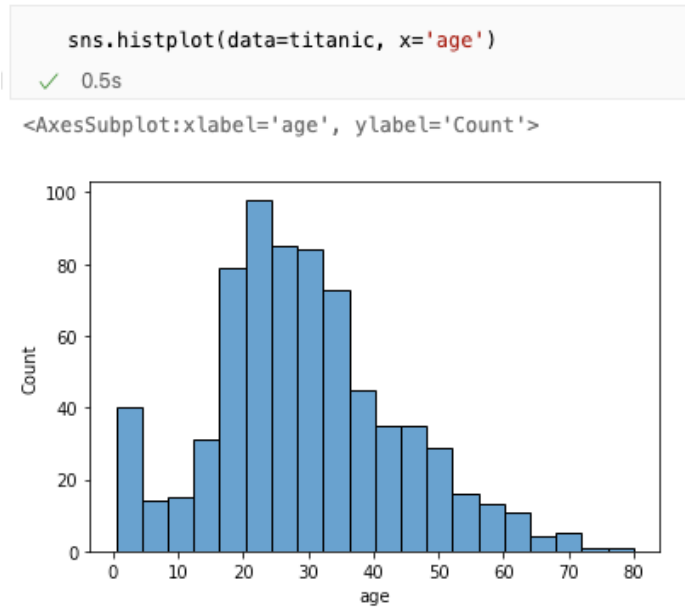 sns.histplot(data=titanic, x='age')
✓ 0.5s
<AxesSubplot:xlabel='age', ylabel='Count'>
100
80
60
40
20
0
Count
0 10 20 30 40 50 60 70 80
age